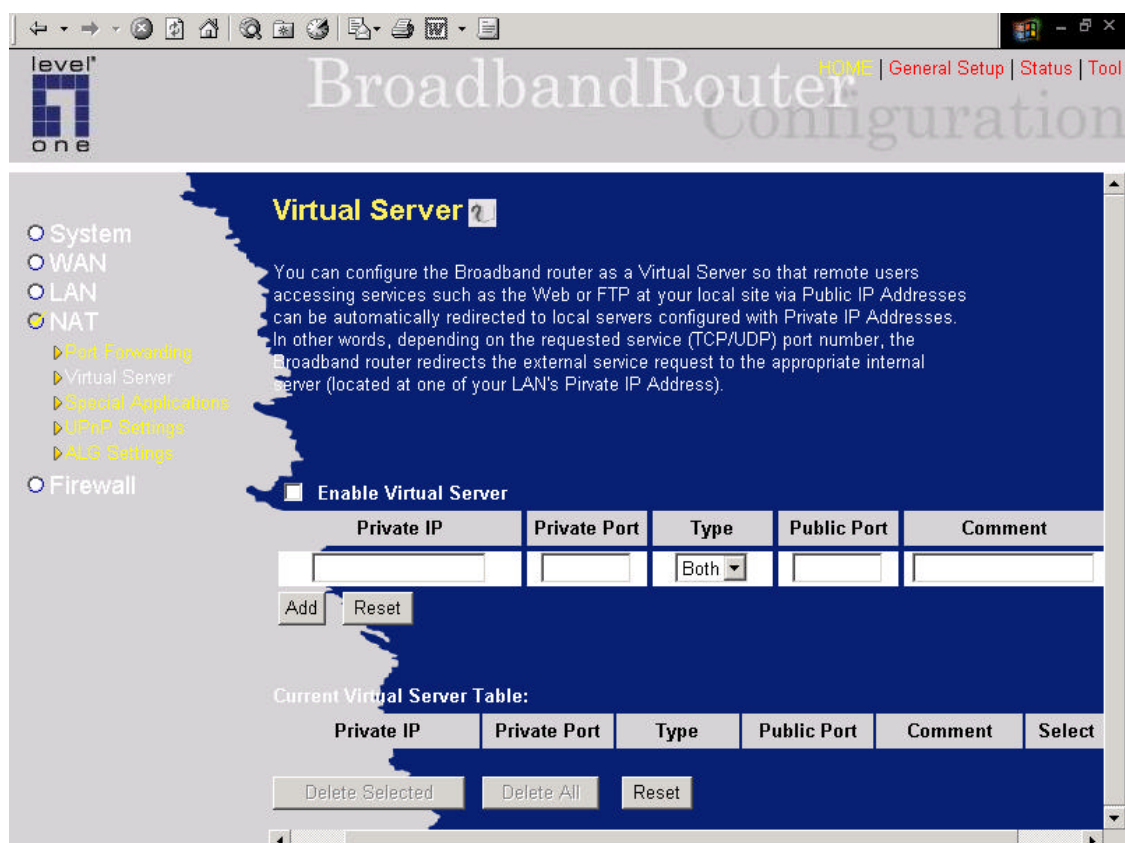 level
one
BroadbandRouter
Configuration
HOME | General Setup | Status | Tool
System
WAN
LAN
NAT
Port Forwarding
Virtual Server
Special Applications
UPnP Settings
ALG Settings
Firewall
Virtual Server
You can configure the Broadband router as a Virtual Server so that remote users
accessing services such as the Web or FTP at your local site via Public IP Addresses
can be automatically redirected to local servers configured with Private IP Addresses.
In other words, depending on the requested service (TCP/UDP) port number, the
Broadband router redirects the external service request to the appropriate internal
server (located at one of your LAN's Pirvate IP Address).
Enable Virtual Server
Private IP Private Port Type Public Port Comment
Both
Add Reset
Current Virtual Server Table:
Private IP Private Port Type Public Port Comment Select
Delete Selected Delete All Reset